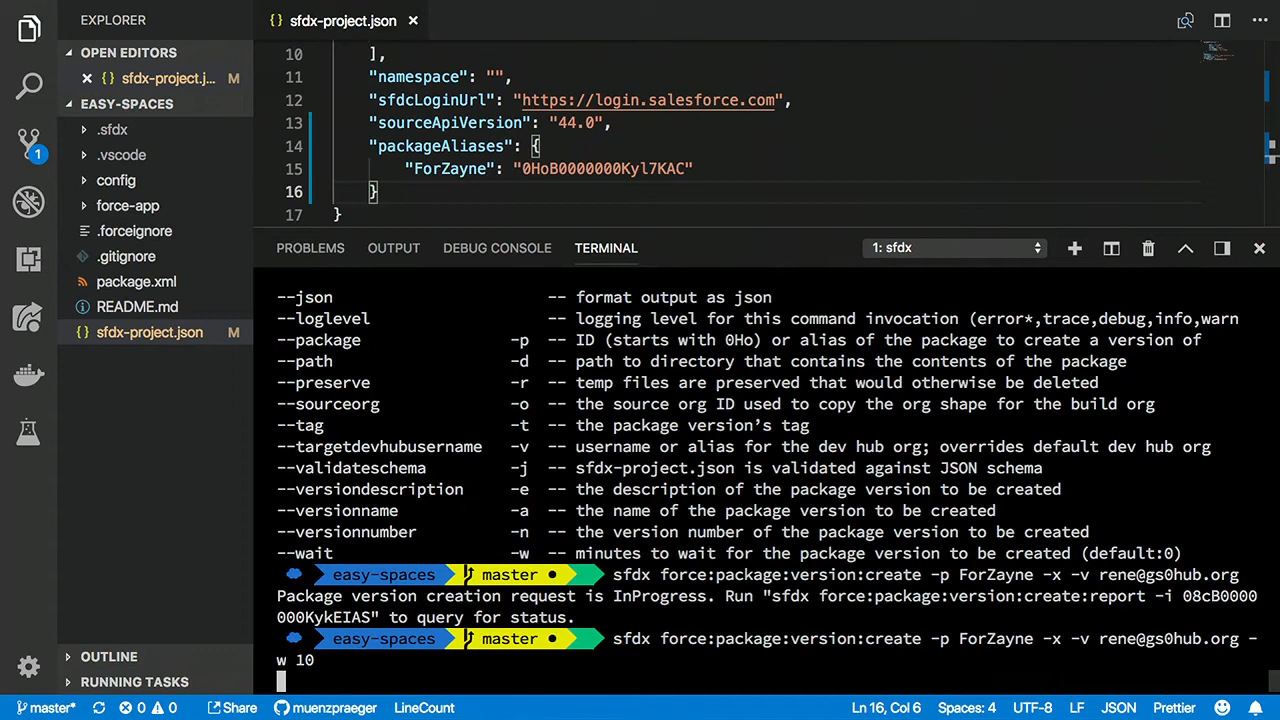 EXPLORER
{} sfdx-project.json ×
OPEN EDITORS
× {} sfdx-project.j... M
EASY-SPACES
.sfdx
.vscode
1
config
force-app
.forceignore
.gitignore
package.xml
README.md
{} sfdx-project.json M
OUTLINE
RUNNING TASKS
10 ],
11 "namespace": "",
12 "sfdcLoginUrl": "https://login.salesforce.com",
13 "sourceApiVersion": "44.0",
14 "packageAliases": {
15 "ForZayne": "0HoB0000000Kyl7KAC"
16 }
17 }
PROBLEMS OUTPUT DEBUG CONSOLE TERMINAL 1: sfdx
--json -- format output as json
--loglevel -- logging level for this command invocation (error*,trace,debug,info,warn
--package -p -- ID (starts with 0Ho) or alias of the package to create a version of
--path -d -- path to directory that contains the contents of the package
--preserve -r -- temp files are preserved that would otherwise be deleted
--sourceorg -o -- the source org ID used to copy the org shape for the build org
--tag -t -- the package version’s tag
--targetdevhubusername -v -- username or alias for the dev hub org; overrides default dev hub org
--validateschema -j -- sfdx-project.json is validated against JSON schema
--versiondescription -e -- the description of the package version to be created
--versionname -a -- the name of the package version to be created
--versionnumber -n -- the version number of the package version to be created
--wait -w -- minutes to wait for the package version to be created (default:0)
easy-spaces master ● sfdx force:package:version:create -p ForZayne -x -v rene@gs0hub.org
Package version creation request is InProgress. Run "sfdx force:package:version:create:report -i 08cB0000
000KykEIAS" to query for status.
easy-spaces master ● sfdx force:package:version:create -p ForZayne -x -v rene@gs0hub.org -
w 10
master* 0 0 Share muenzpraeger LineCount Ln 16, Col 6 Spaces: 4 UTF-8 LF JSON Prettier